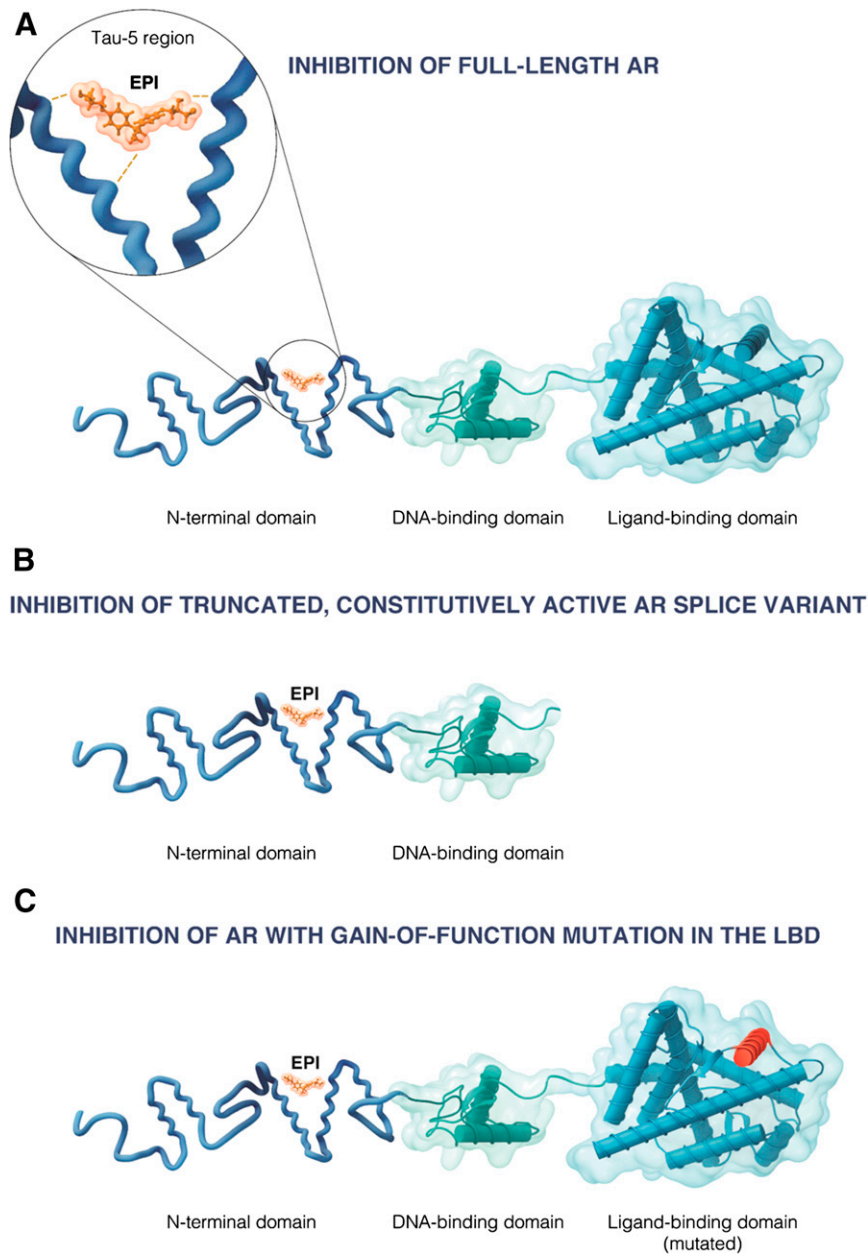 A
Tau-5 region
EPI
INHIBITION OF FULL-LENGTH AR
N-terminal domain
DNA-binding domain
Ligand-binding domain
B
INHIBITION OF TRUNCATED, CONSTITUTIVELY ACTIVE AR SPLICE VARIANT
EPI
N-terminal domain
DNA-binding domain
C
INHIBITION OF AR WITH GAIN-OF-FUNCTION MUTATION IN THE LBD
EPI
N-terminal domain
DNA-binding domain
Ligand-binding domain
(mutated)